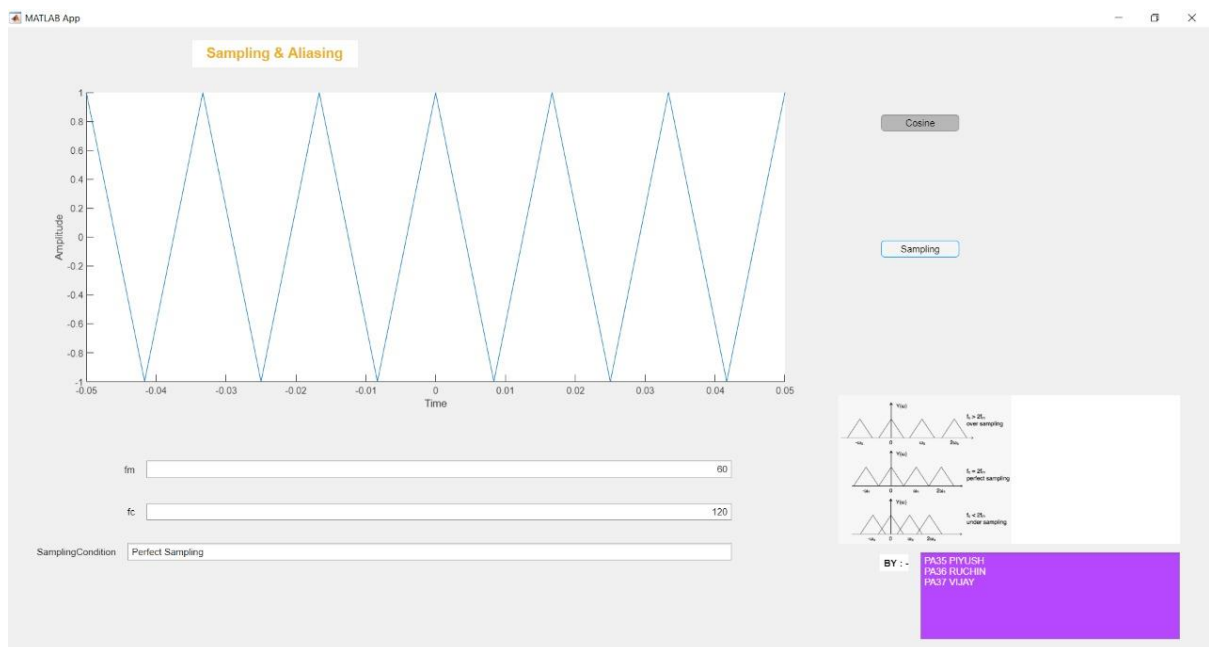 MATLAB App
Sampling & Aliasing
1
0.8
0.6
0.4
0.2
0
-0.2
-0.4
-0.6
-0.8
-1
Amplitude
-0.05 -0.04 -0.03 -0.02 -0.01 0 0.01 0.02 0.03 0.04 0.05
Time
Cosine
Sampling
fm 60
fc 120
SamplingCondition Perfect Sampling
over sampling
0
perfect sampling
0
under sampling
0
BY : -
PA35 PIYUSH
PA36 RUCHIN
PA37 VIJAY